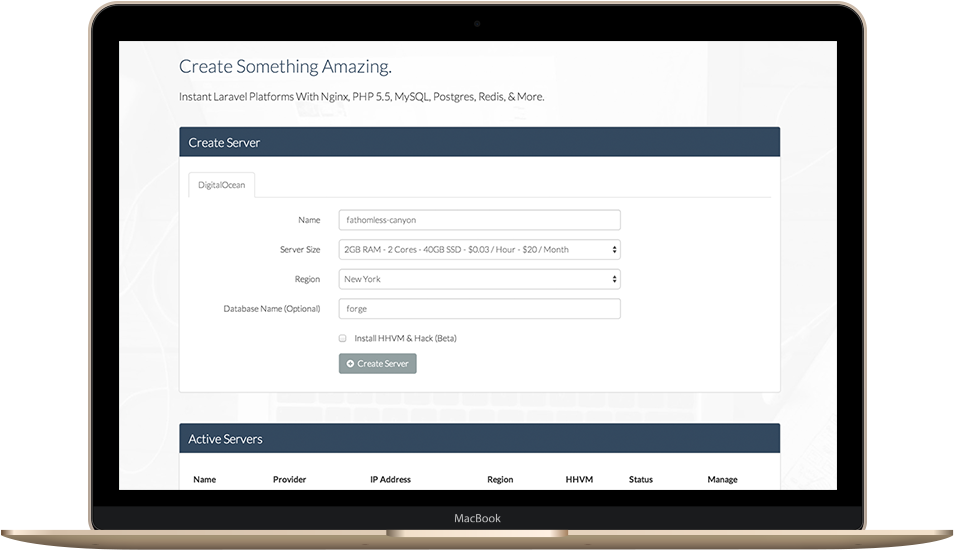 Create Something Amazing.
Instant Laravel Platforms With Nginx, PHP 5.5, MySQL, Postgres, Redis, & More.
Create Server
DigitalOcean
Name fathomless-canyon
Server Size 2GB RAM - 2 Cores - 40GB SSD - $0.03 / Hour - $20 / Month
Region New York
Database Name (Optional) forge
Install HHVM & Hack (Beta)
Create Server
Active Servers
Name Provider IP Address Region HHVM Status Manage
MacBook